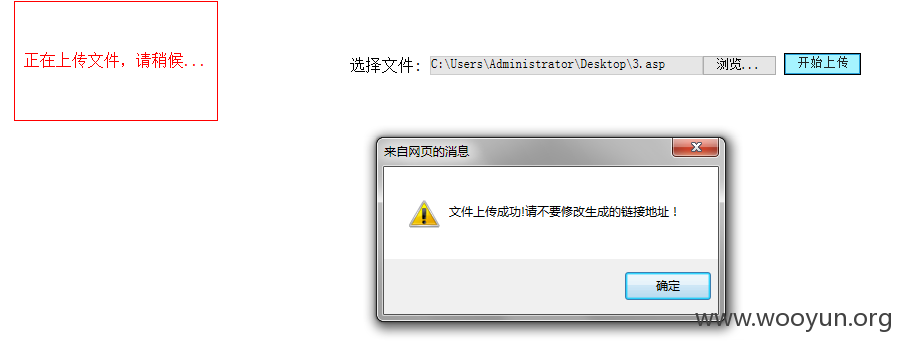 正在上传文件，请稍候...
选择文件：C:\Users\Administrator\Desktop\3.asp 浏览... 开始上传
来自网页的消息
文件上传成功!请不要修改生成的链接地址！
确定
www.wooyun.org